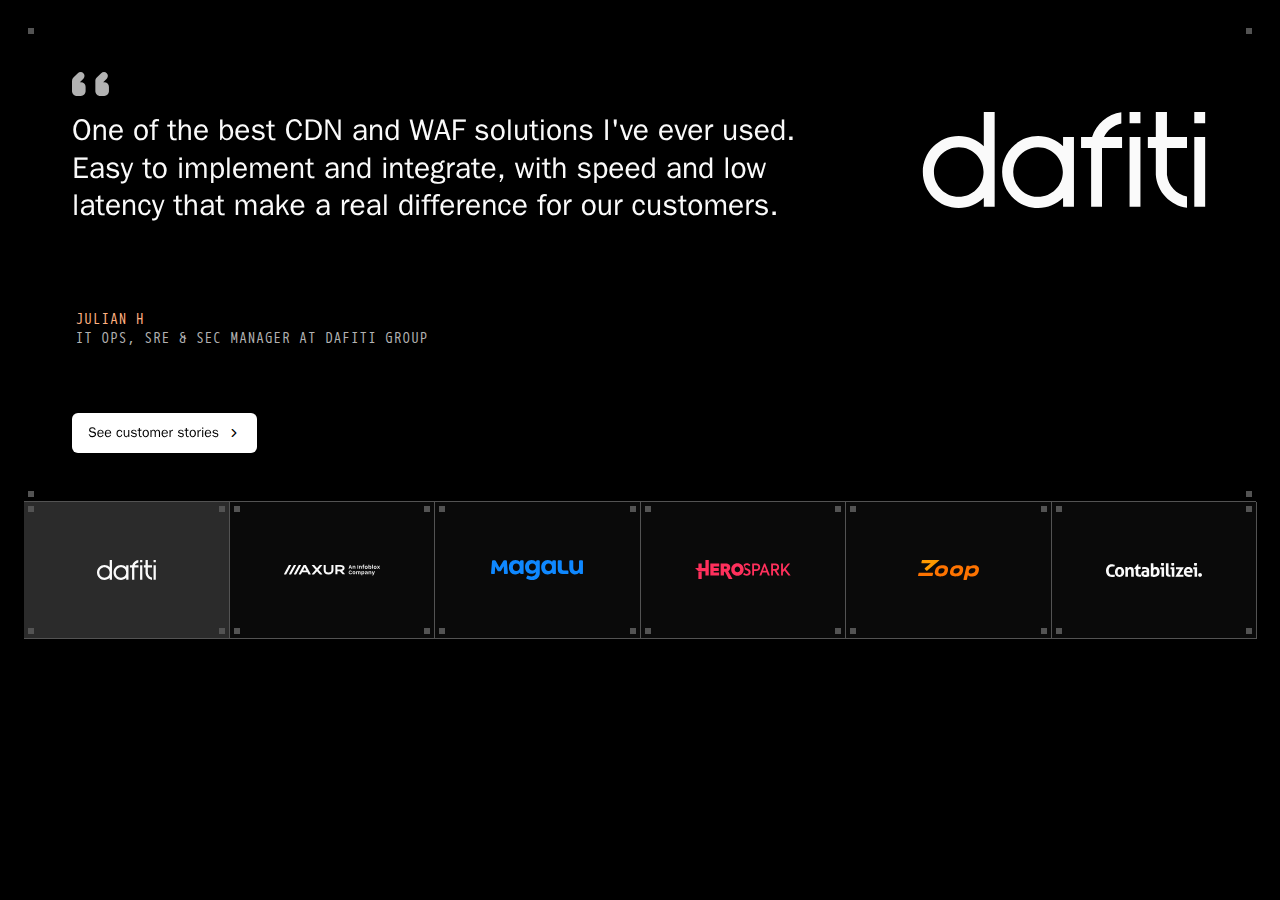 One of the best CDN and WAF solutions I've ever used.
Easy to implement and integrate, with speed and low
latency that make a real difference for our customers.
dafiti
JULIAN H
IT OPS, SRE & SEC MANAGER AT DAFITI GROUP
See customer stories
dafiti
///AXUR An Infoblox
Company
Magalu
HEROSPARK
Zoop
Contabilizei.